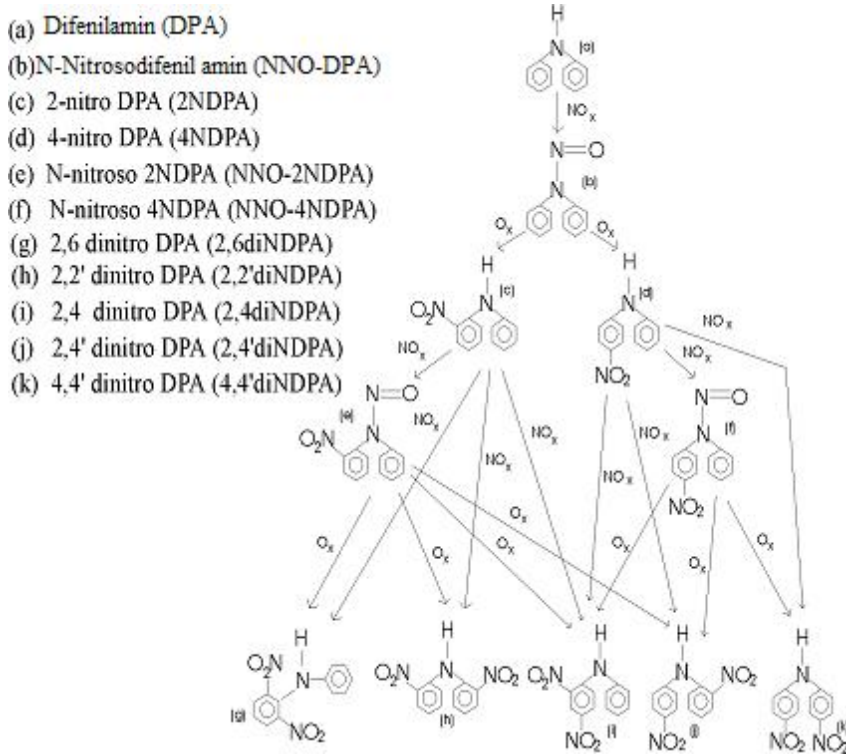 (a) Difenilamin (DPA)
(b)N-Nitrosodifenil amin (NNO-DPA)
(c) 2-nitro DPA (2NDPA)
(d) 4-nitro DPA (4NDPA)
(e) N-nitroso 2NDPA (NNO-2NDPA)
(f) N-nitroso 4NDPA (NNO-4NDPA)
(g) 2,6 dinitro DPA (2,6diNDPA)
(h) 2,2' dinitro DPA (2,2'diNDPA)
(i) 2,4 dinitro DPA (2,4diNDPA)
(j) 2,4' dinitro DPA (2,4'diNDPA)
(k) 4,4' dinitro DPA (4,4'diNDPA)
H
N
NOₓ
N=O
N
(b)
Oₓ Oₓ
H H
N (c) N (d)
O₂N
NO₂
NOₓ NOₓ NOₓ
N=O N=O
(e) N N (f)
O₂N
NO₂
NOₓ NOₓ NOₓ NOₓ NOₓ
Oₓ Oₓ Oₓ Oₓ Oₓ Oₓ Oₓ
H H H H H
O₂N N NO₂ (g)
O₂N N NO₂ (h)
O₂N N NO₂ (i)
N NO₂ NO₂ (j)
N NO₂ NO₂ (k)